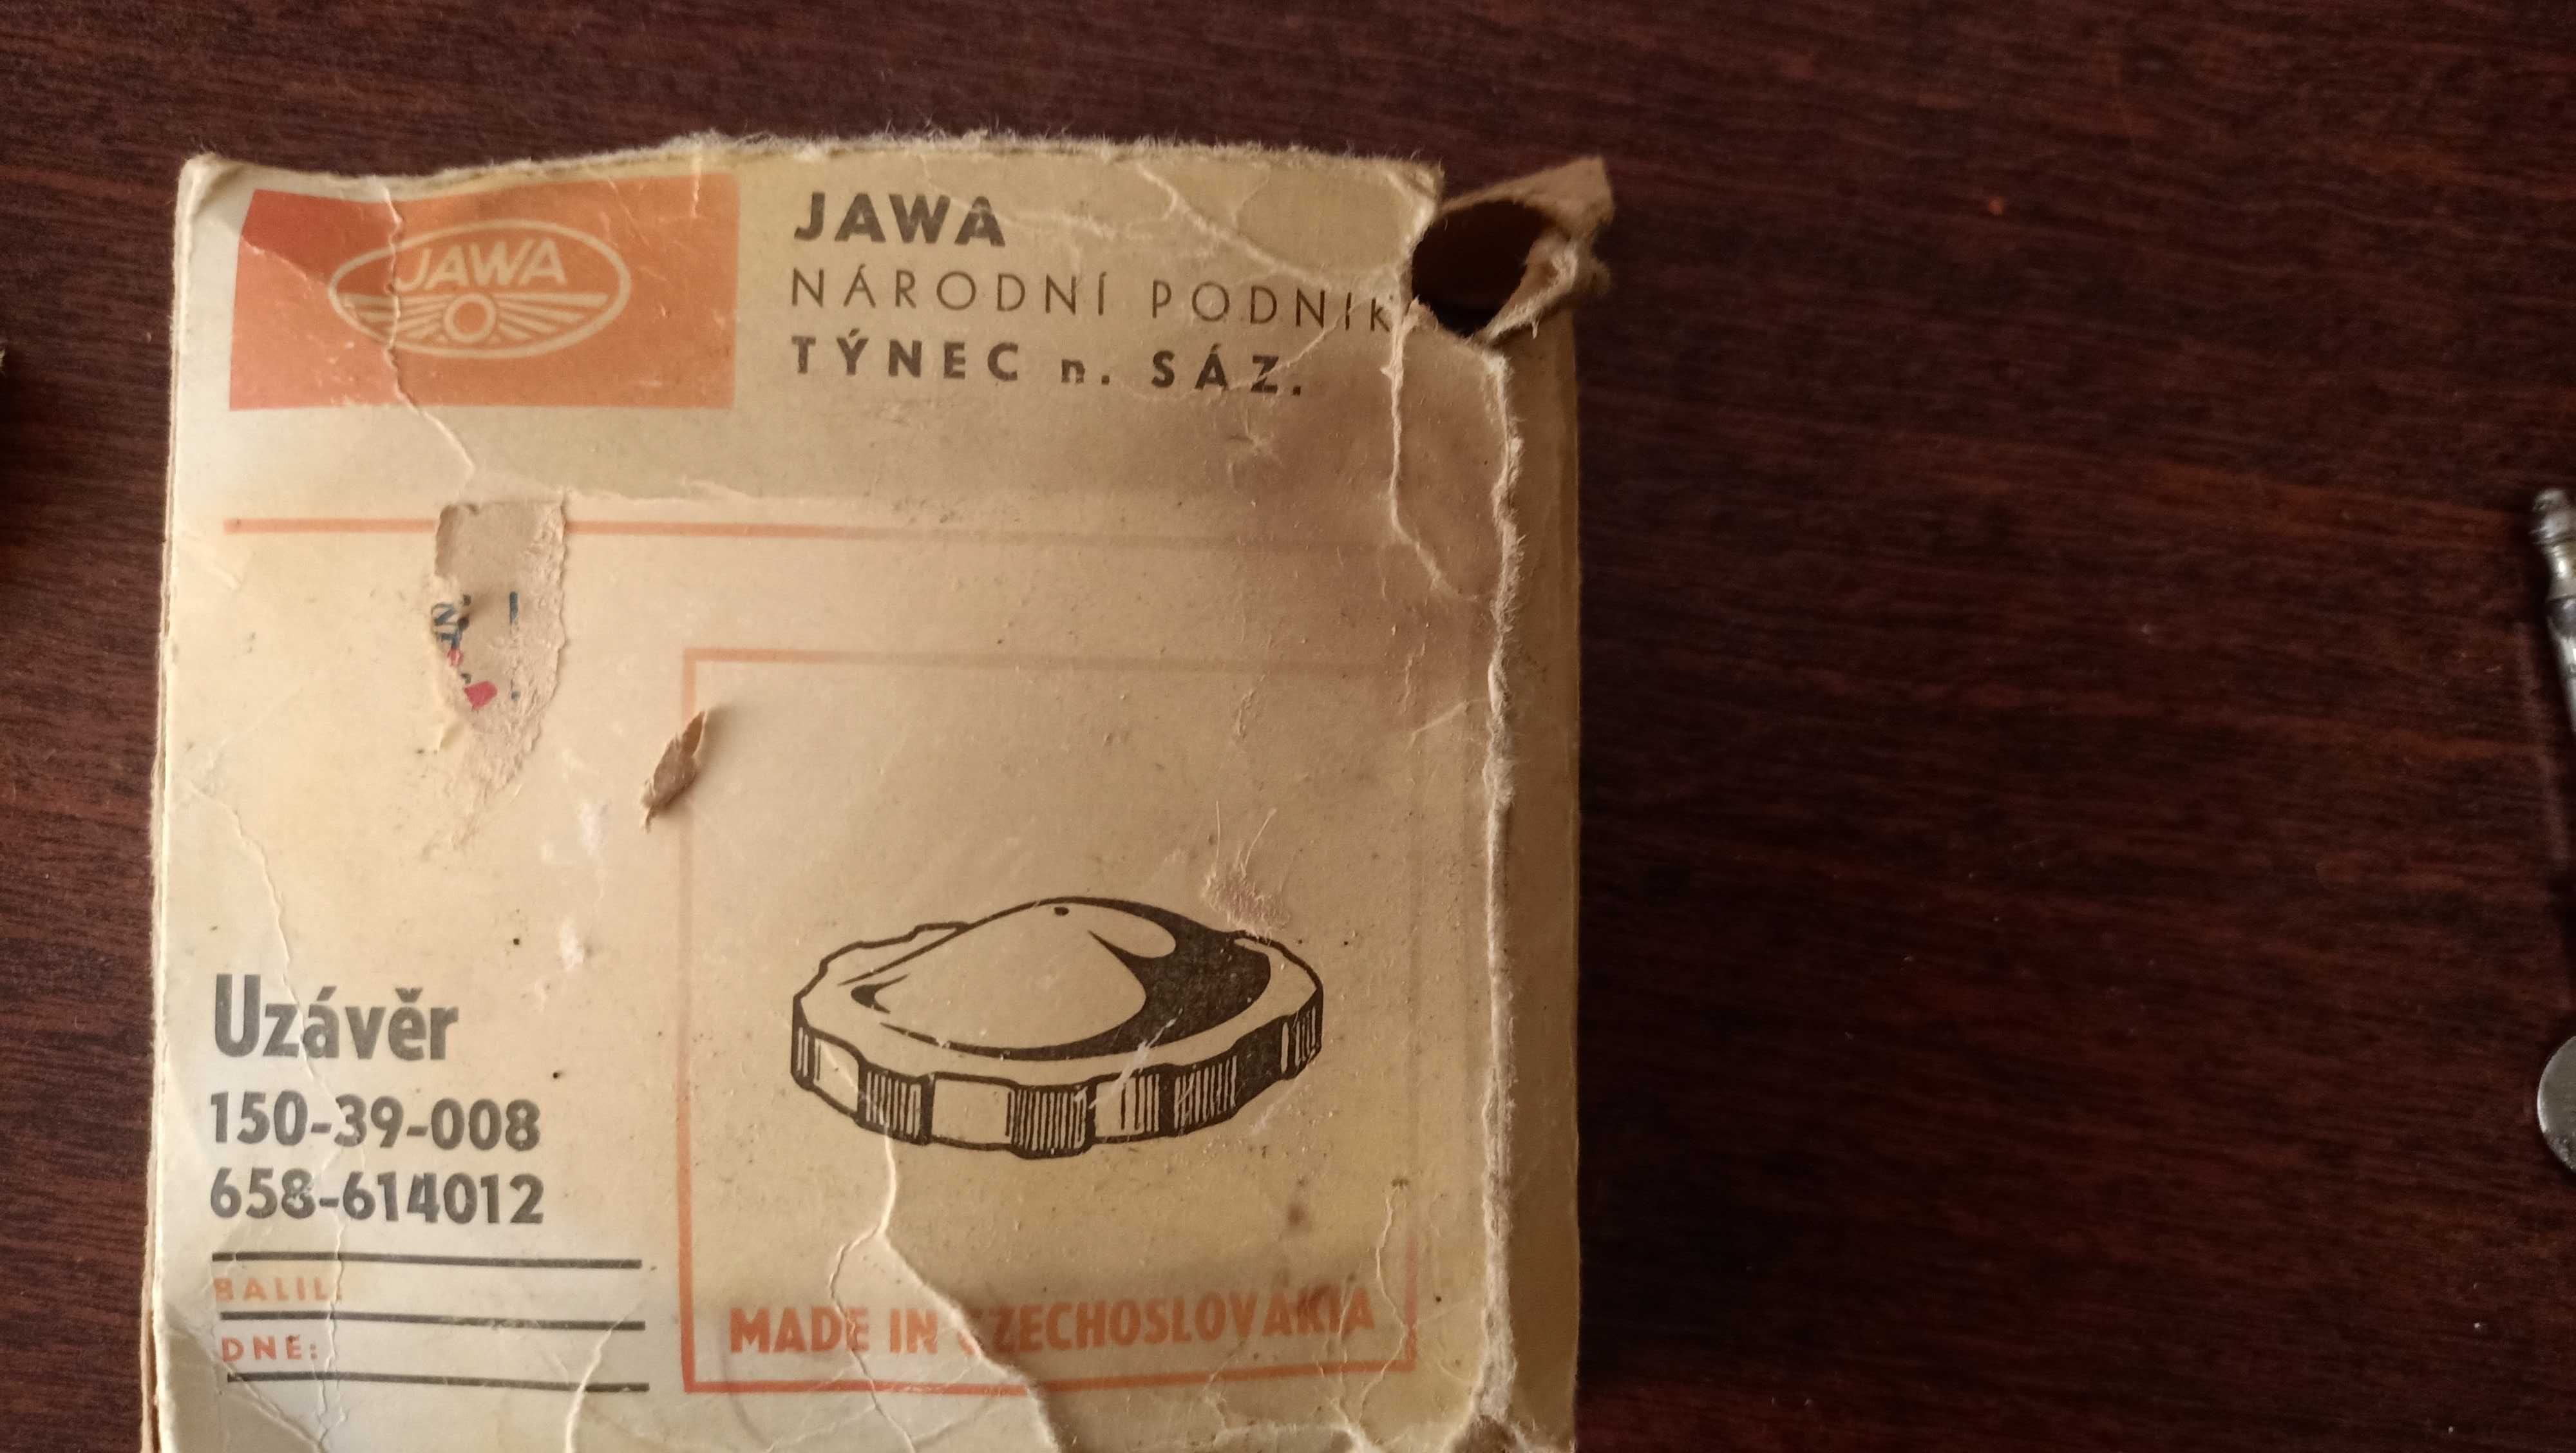 JAWA
JAWA
NÁRODNÍ PODNIK
TÝNEC n. SÁZ.
Uzávěr
150-39-008
658-614012
BALIL:
DNE:
MADE IN CZECHOSLOVAKIA